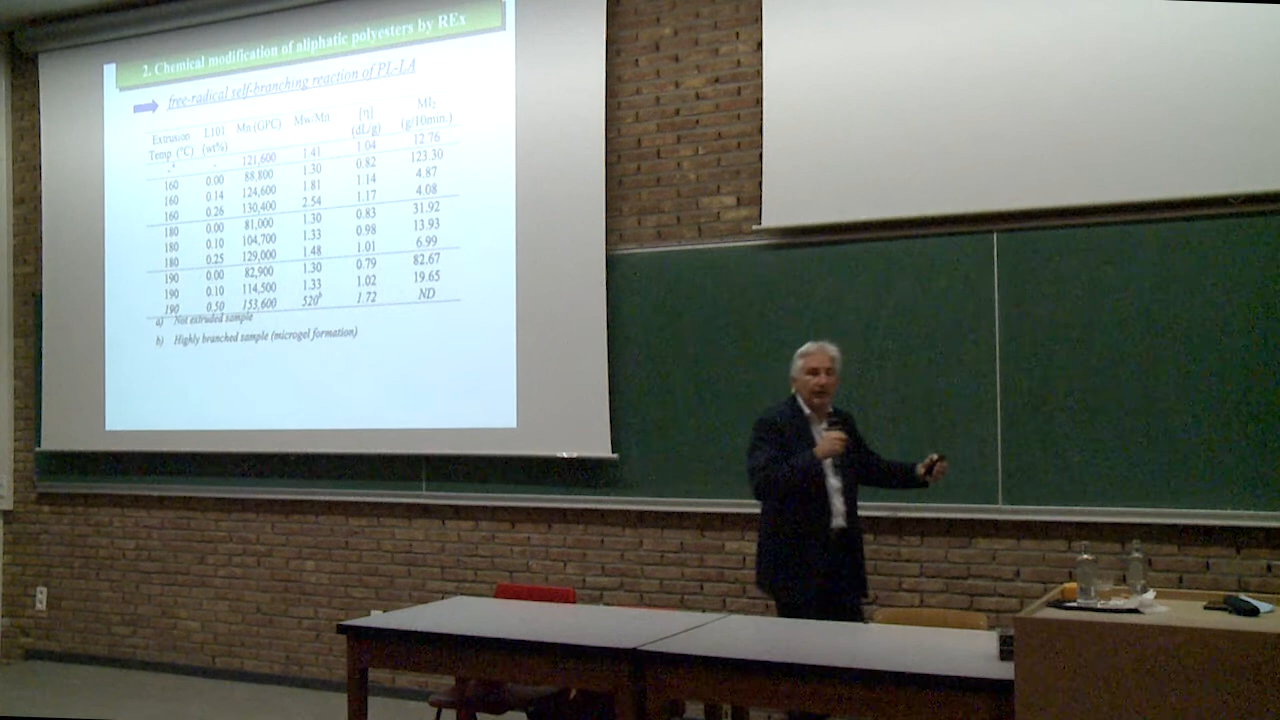 2. Chemical modification of aliphatic polyesters by REx
free-radical self-branching reaction of PL-LA
Extrusion Temp. (°C) L101 (wt%) Mn (GPC) Mw/Mn [η] (dL/g) MI2 (g/10min.)
-a - 121,600 1.41 1.04 12.76
160 0.00 88,800 1.30 0.82 123.30
160 0.14 124,600 1.81 1.14 4.87
160 0.26 130,400 2.54 1.17 4.08
180 0.00 81,000 1.30 0.83 31.92
180 0.10 104,700 1.33 0.98 13.93
180 0.25 129,000 1.48 1.01 6.99
190 0.00 82,900 1.30 0.79 82.67
190 0.10 114,500 1.33 1.02 19.65
190 0.50 153,600 520b 1.72 ND
a) Not extruded sample
b) Highly branched sample (microgel formation)